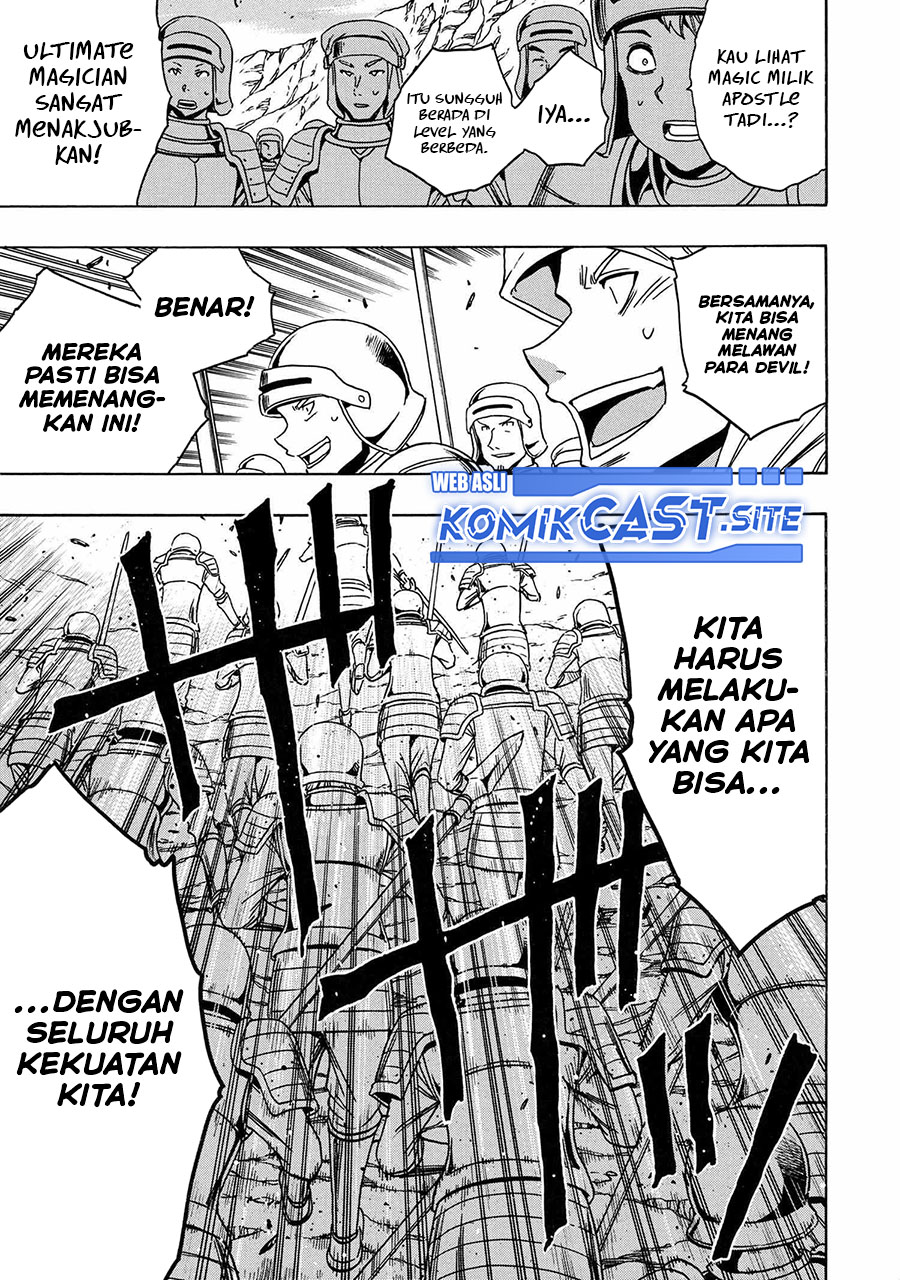 KAU LIHAT
MAGIC MILIK
APOSTLE
TADI...?
IYA...
ITU SUNGGUH
BERADA DI
LEVEL YANG
BERBEDA.
ULTIMATE
MAGICIAN
SANGAT
MENAKJUB-
KAN!
BERSAMANYA,
KITA BISA
MENANG
MELAWAN
PARA DEVIL!
BENAR!
MEREKA
PASTI BISA
MEMENANG-
KAN INI!
WEB ASLI
KOMIKCAST.SITE
KITA
HARUS
MELAKU-
KAN APA
YANG KITA
BISA...
...DENGAN
SELURUH
KEKUATAN
KITA!